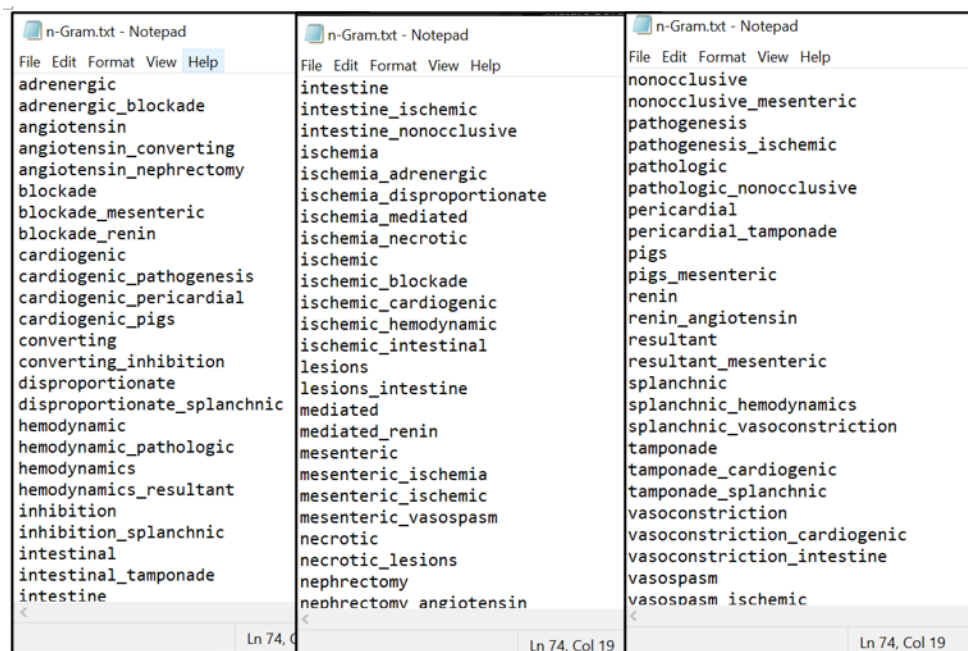 n-Gram.txt - Notepad
File Edit Format View Help
adrenergic
adrenergic_blockade
angiotensin
angiotensin_converting
angiotensin_nephrectomy
blockade
blockade_mesenteric
blockade_renin
cardiogenic
cardiogenic_pathogenesis
cardiogenic_pericardial
cardiogenic_pigs
converting
converting_inhibition
disproportionate
disproportionate_splanchnic
hemodynamic
hemodynamic_pathologic
hemodynamics
hemodynamics_resultant
inhibition
inhibition_splanchnic
intestinal
intestinal_tamponade
intestine
Ln 74, C
n-Gram.txt - Notepad
File Edit Format View Help
intestine
intestine_ischemic
intestine_nonocclusive
ischemia
ischemia_adrenergic
ischemia_disproportionate
ischemia_mediated
ischemia_necrotic
ischemic
ischemic_blockade
ischemic_cardiogenic
ischemic_hemodynamic
ischemic_intestinal
lesions
lesions_intestine
mediated
mediated_renin
mesenteric
mesenteric_ischemia
mesenteric_ischemic
mesenteric_vasospasm
necrotic
necrotic_lesions
nephrectomy
nephrectomy_angiotensin
Ln 74, Col 19
n-Gram.txt - Notepad
File Edit Format View Help
nonocclusive
nonocclusive_mesenteric
pathogenesis
pathogenesis_ischemic
pathologic
pathologic_nonocclusive
pericardial
pericardial_tamponade
pigs
pigs_mesenteric
renin
renin_angiotensin
resultant
resultant_mesenteric
splanchnic
splanchnic_hemodynamics
splanchnic_vasoconstriction
tamponade
tamponade_cardiogenic
tamponade_splanchnic
vasoconstriction
vasoconstriction_cardiogenic
vasoconstriction_intestine
vasospasm
vasospasm_ischemic
Ln 74, Col 19